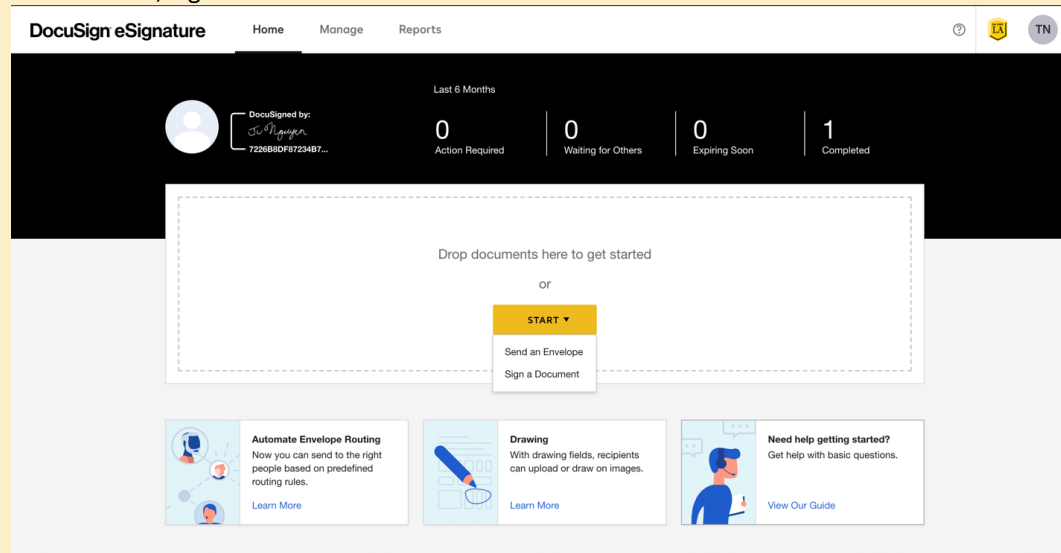 DocuSign eSignature Home Manage Reports ? LA TN
Last 6 Months
DocuSigned by:
7226B8DF87234B7...
0 Action Required
0 Waiting for Others
0 Expiring Soon
1 Completed
Drop documents here to get started
or
START
Send an Envelope
Sign a Document
Automate Envelope Routing
Now you can send to the right
people based on predefined
routing rules.
Learn More
Drawing
With drawing fields, recipients
can upload or draw on images.
Learn More
Need help getting started?
Get help with basic questions.
View Our Guide